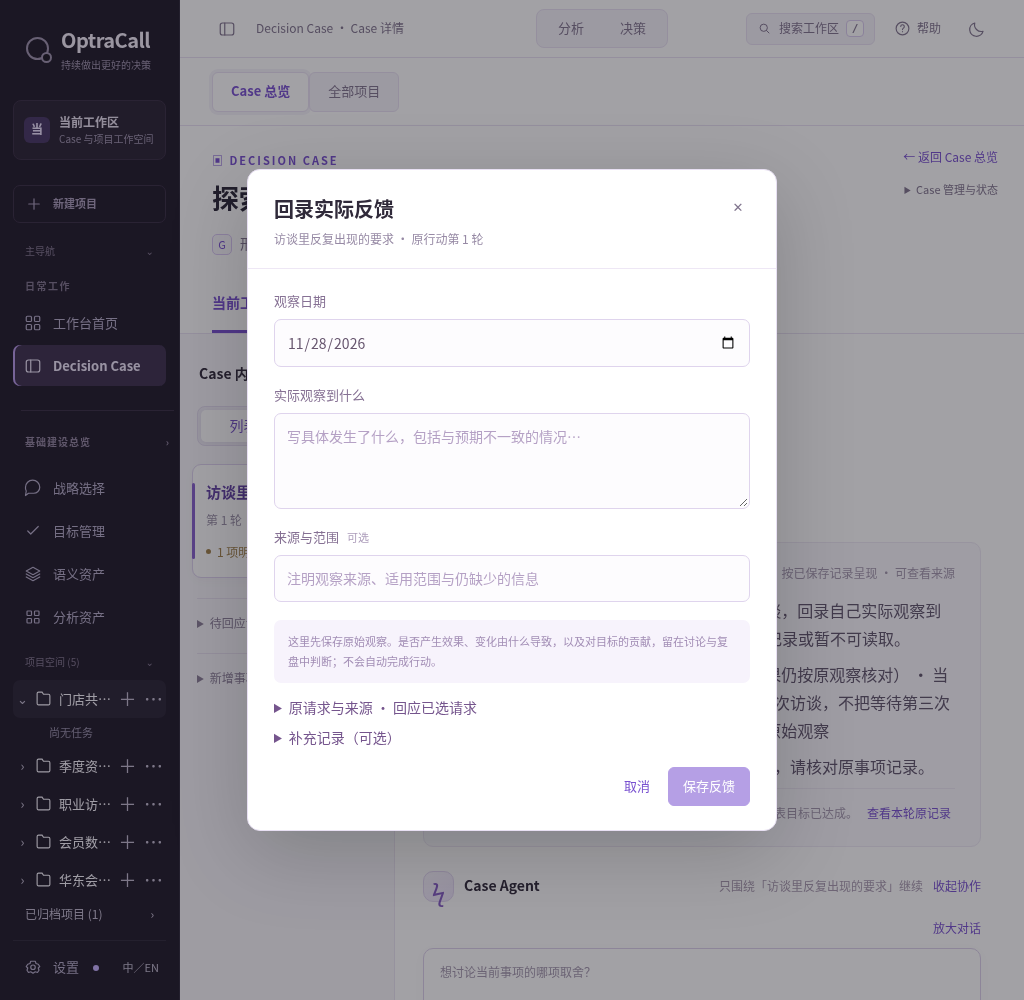 OptraCall
持续做出更好的决策
当
当前工作区
Case 与项目工作空间
新建项目
主导航
日常工作
工作台首页
Decision Case
基础建设总览
战略选择
目标管理
语义资产
分析资产
项目空间 (5)
门店共…
尚无任务
季度资…
职业访…
会员数…
华东会…
已归档项目 (1)
设置
中／EN
Decision Case · Case 详情
分析
决策
搜索工作区
/
帮助
Case 总览
全部项目
DECISION CASE
← 返回 Case 总览
Case 管理与状态
G
Case 内
第 1 轮
待回应
新增事
按已保存记录呈现 · 可查看来源
，回录自己实际观察到
记录或暂不可读取。
仍按原观察核对） · 当
次访谈，不把等待第三次
原始观察
，请核对原事项记录。
表目标已达成。
查看本轮原记录
Case Agent
只围绕「访谈里反复出现的要求」继续
收起协作
放大对话
想讨论当前事项的哪项取舍?
回录实际反馈
×
访谈里反复出现的要求 · 原行动第 1 轮
观察日期
11/28/2026
实际观察到什么
写具体发生了什么，包括与预期不一致的情况…
来源与范围 可选
注明观察来源、适用范围与仍缺少的信息
这里先保存原始观察。是否产生效果、变化由什么导致，以及对目标的贡献，留在讨论与复
盘中判断；不会自动完成行动。
原请求与来源 · 回应已选请求
补充记录（可选）
取消
保存反馈